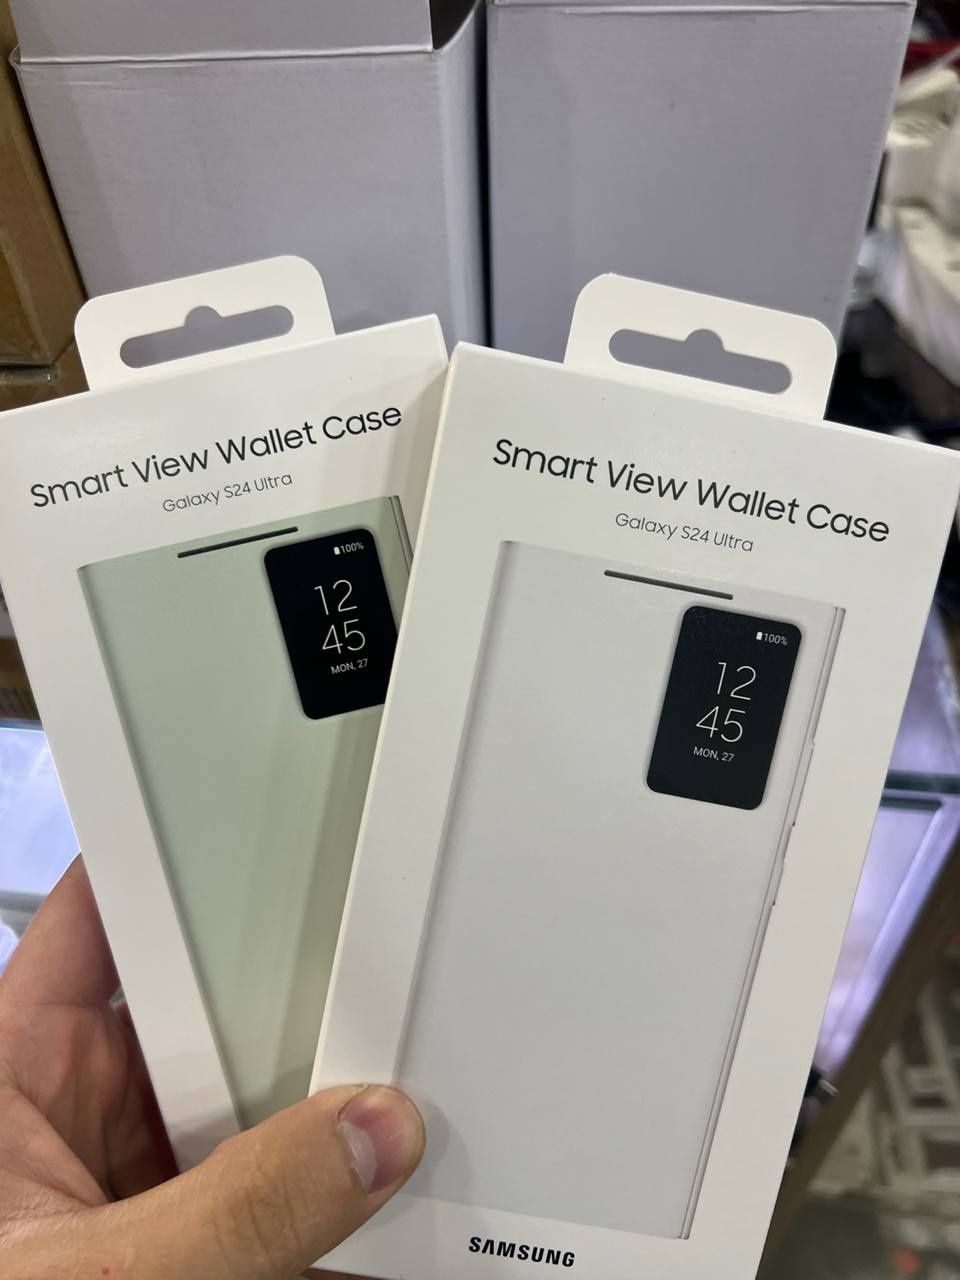 Smart View Wallet Case
Galaxy S24 Ultra
100%
12
45
MON, 27
Smart View Wallet Case
Galaxy S24 Ultra
100%
12
45
MON, 27
SAMSUNG